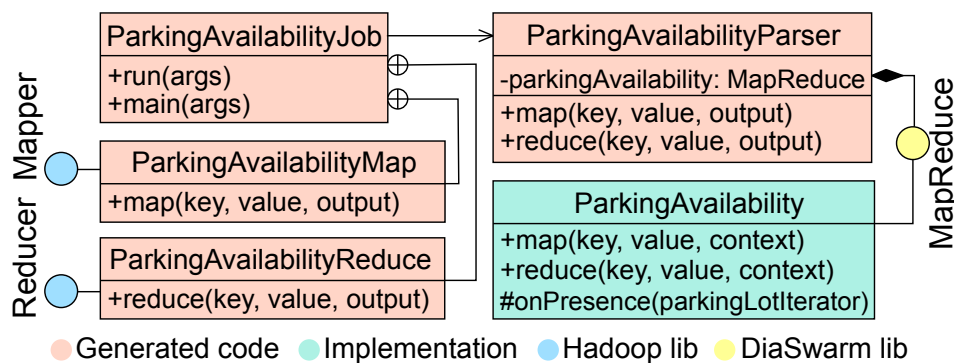 ParkingAvailabilityJob
+run(args)
+main(args)
ParkingAvailabilityParser
-parkingAvailability: MapReduce
+map(key, value, output)
+reduce(key, value, output)
Mapper
ParkingAvailabilityMap
+map(key, value, output)
Reducer
ParkingAvailabilityReduce
+reduce(key, value, output)
ParkingAvailability
+map(key, value, context)
+reduce(key, value, context)
#onPresence(parkingLotIterator)
MapReduce
Generated code
Implementation
Hadoop lib
DiaSwarm lib